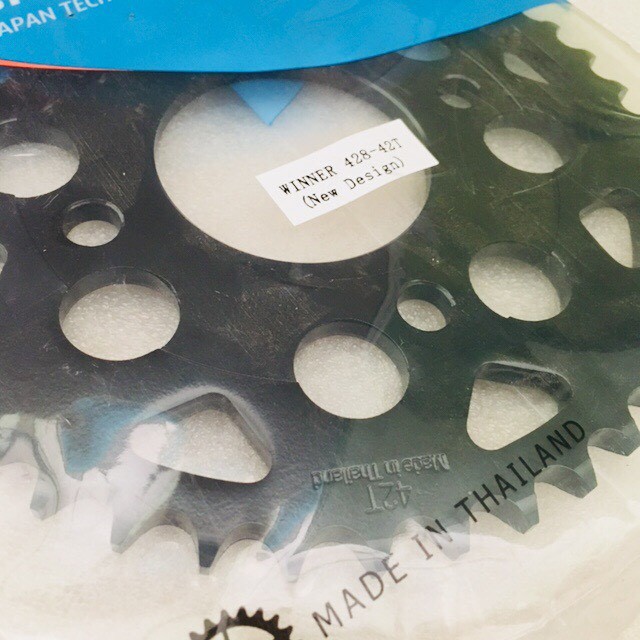 JAPAN TECH
WINNER 428-42T
(New Design)
Made in Thailand
42T
MADE IN THAILAND